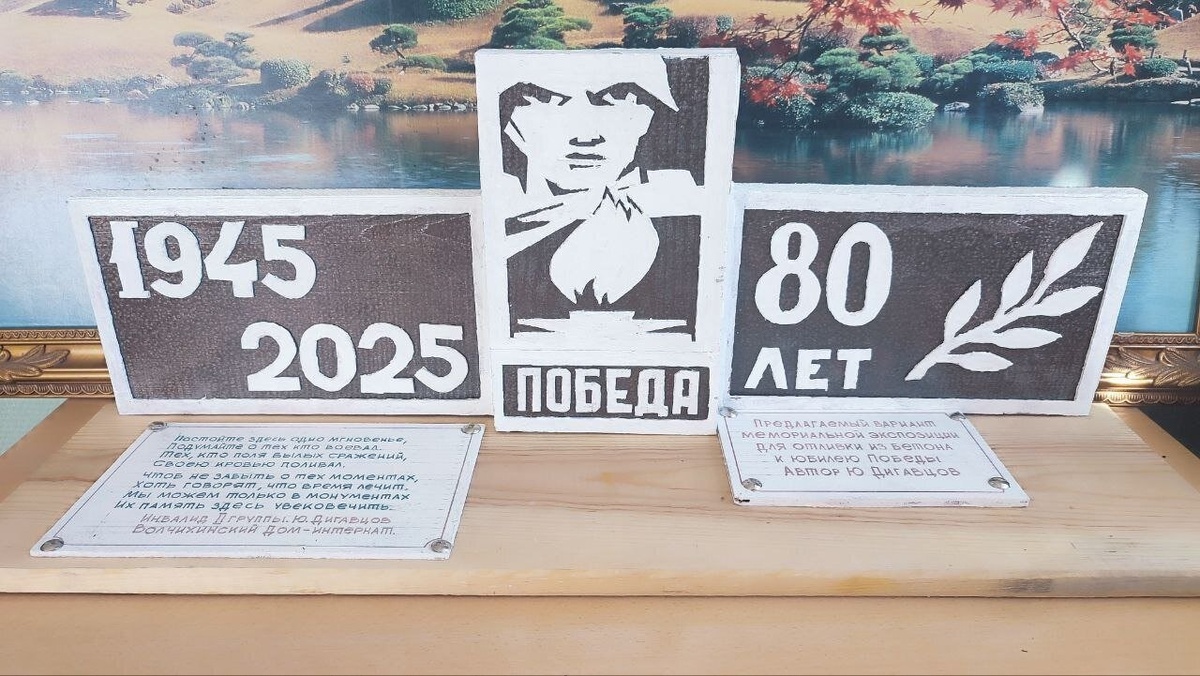 1945
2025
ПОБЕДА
80
ЛЕТ
Постойте здесь одно мгновенье,
Подумайте о тех кто воевал.
Тех, кто поля былых сражений,
Своею кровью поливал.
Чтоб не забыть о тех моментах,
Хоть говорят, что время лечит.
Мы можем только в монументах
Их память здесь увековечить.
Инвалид II группы. Ю. Дигавцов
Волчихинский Дом-интернат.
Предлагаемый вариант
мемориальной экспозиции
для отливки из бетона
к юбилею Победы
Автор Ю. Дигавцов